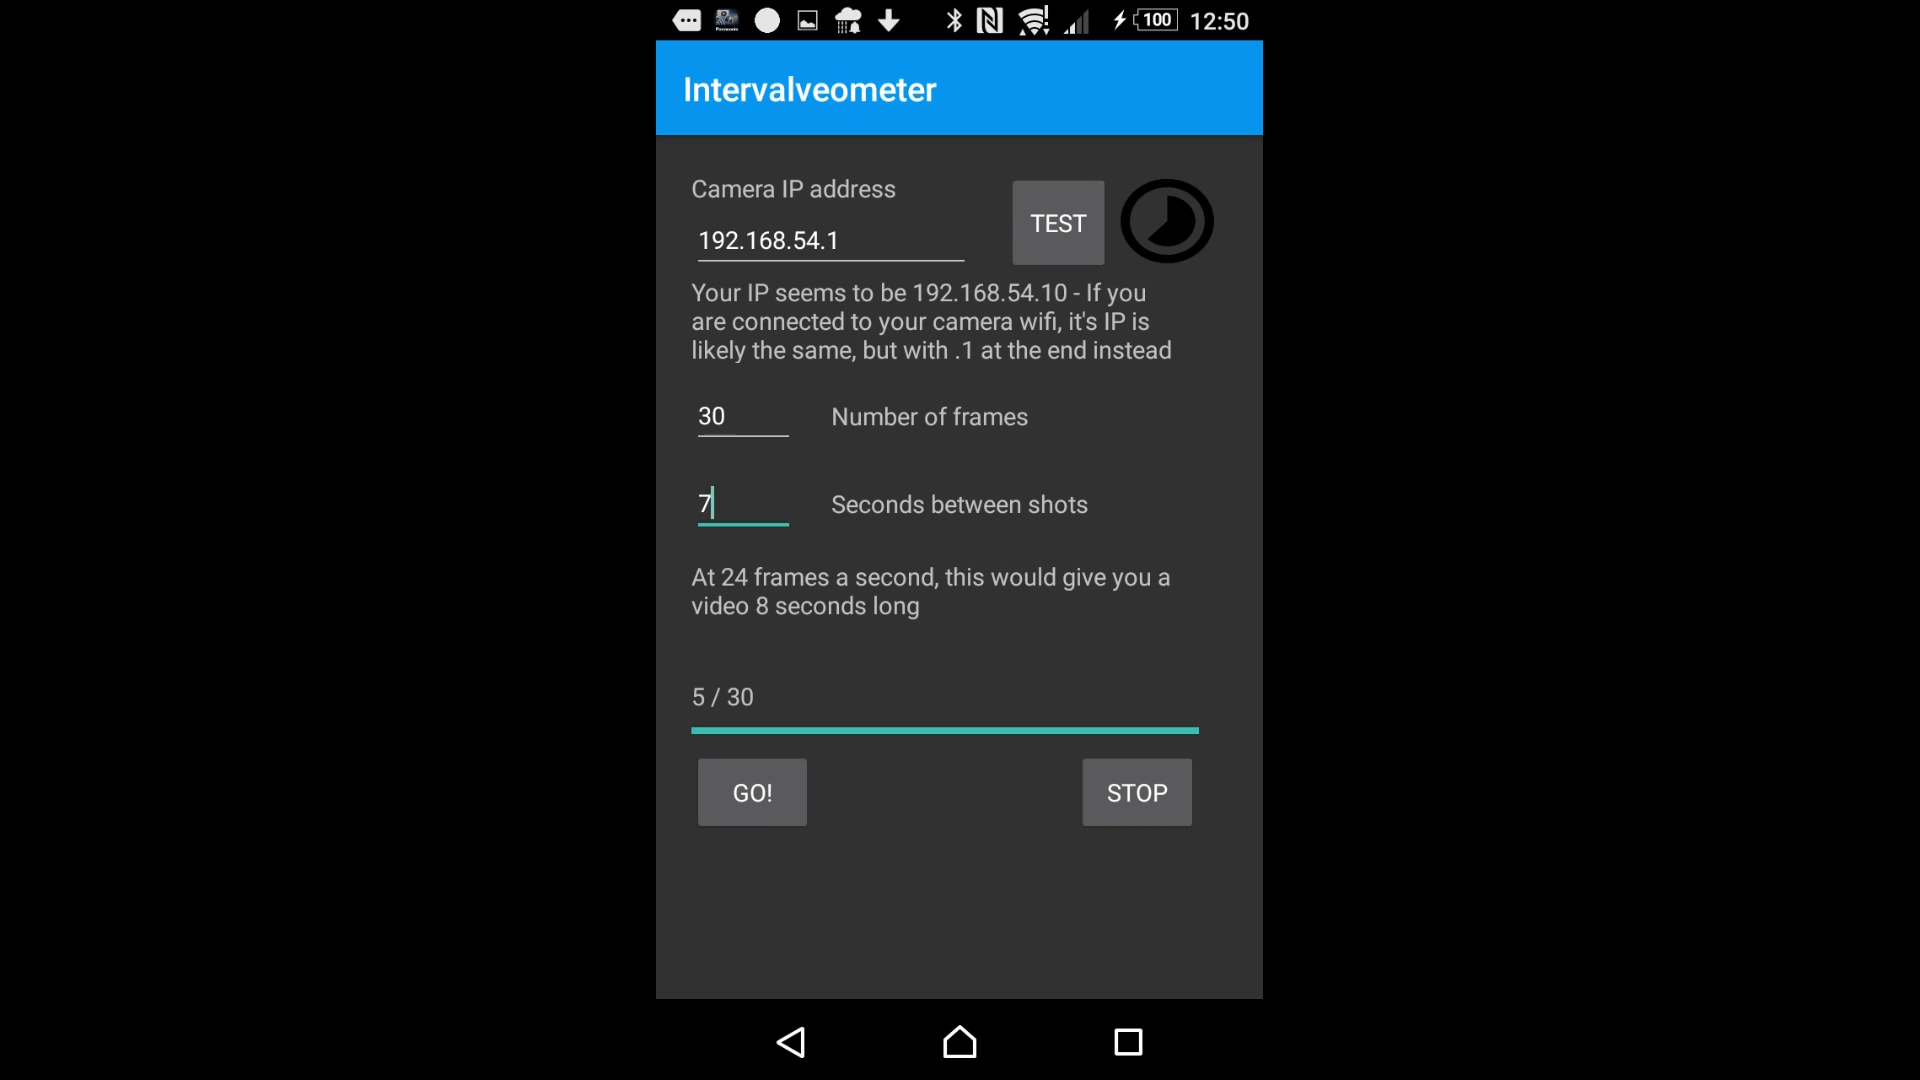 100 12:50
Intervalveometer
Camera IP address
TEST
192.168.54.1
Your IP seems to be 192.168.54.10 - If you
are connected to your camera wifi, it's IP is
likely the same, but with .1 at the end instead
30 Number of frames
7 Seconds between shots
At 24 frames a second, this would give you a
video 8 seconds long
5 / 30
GO! STOP